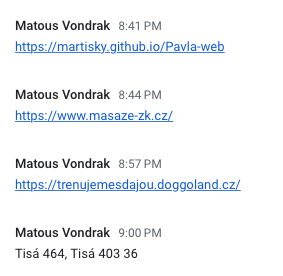 Matous Vondrak 8:41 PM
https://martisky.github.io/Pavla-web
Matous Vondrak 8:44 PM
https://www.masaze-zk.cz/
Matous Vondrak 8:57 PM
https://trenujemesdajou.doggoland.cz/
Matous Vondrak 9:00 PM
Tisá 464, Tisá 403 36